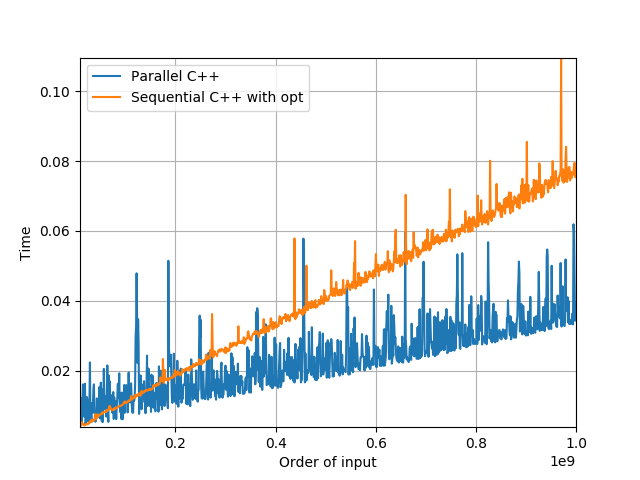 Parallel C++
Sequential C++ with opt
0.10
0.08
0.06
0.04
0.02
Time
0.2
0.4
0.6
0.8
1.0
Order of input
1e9